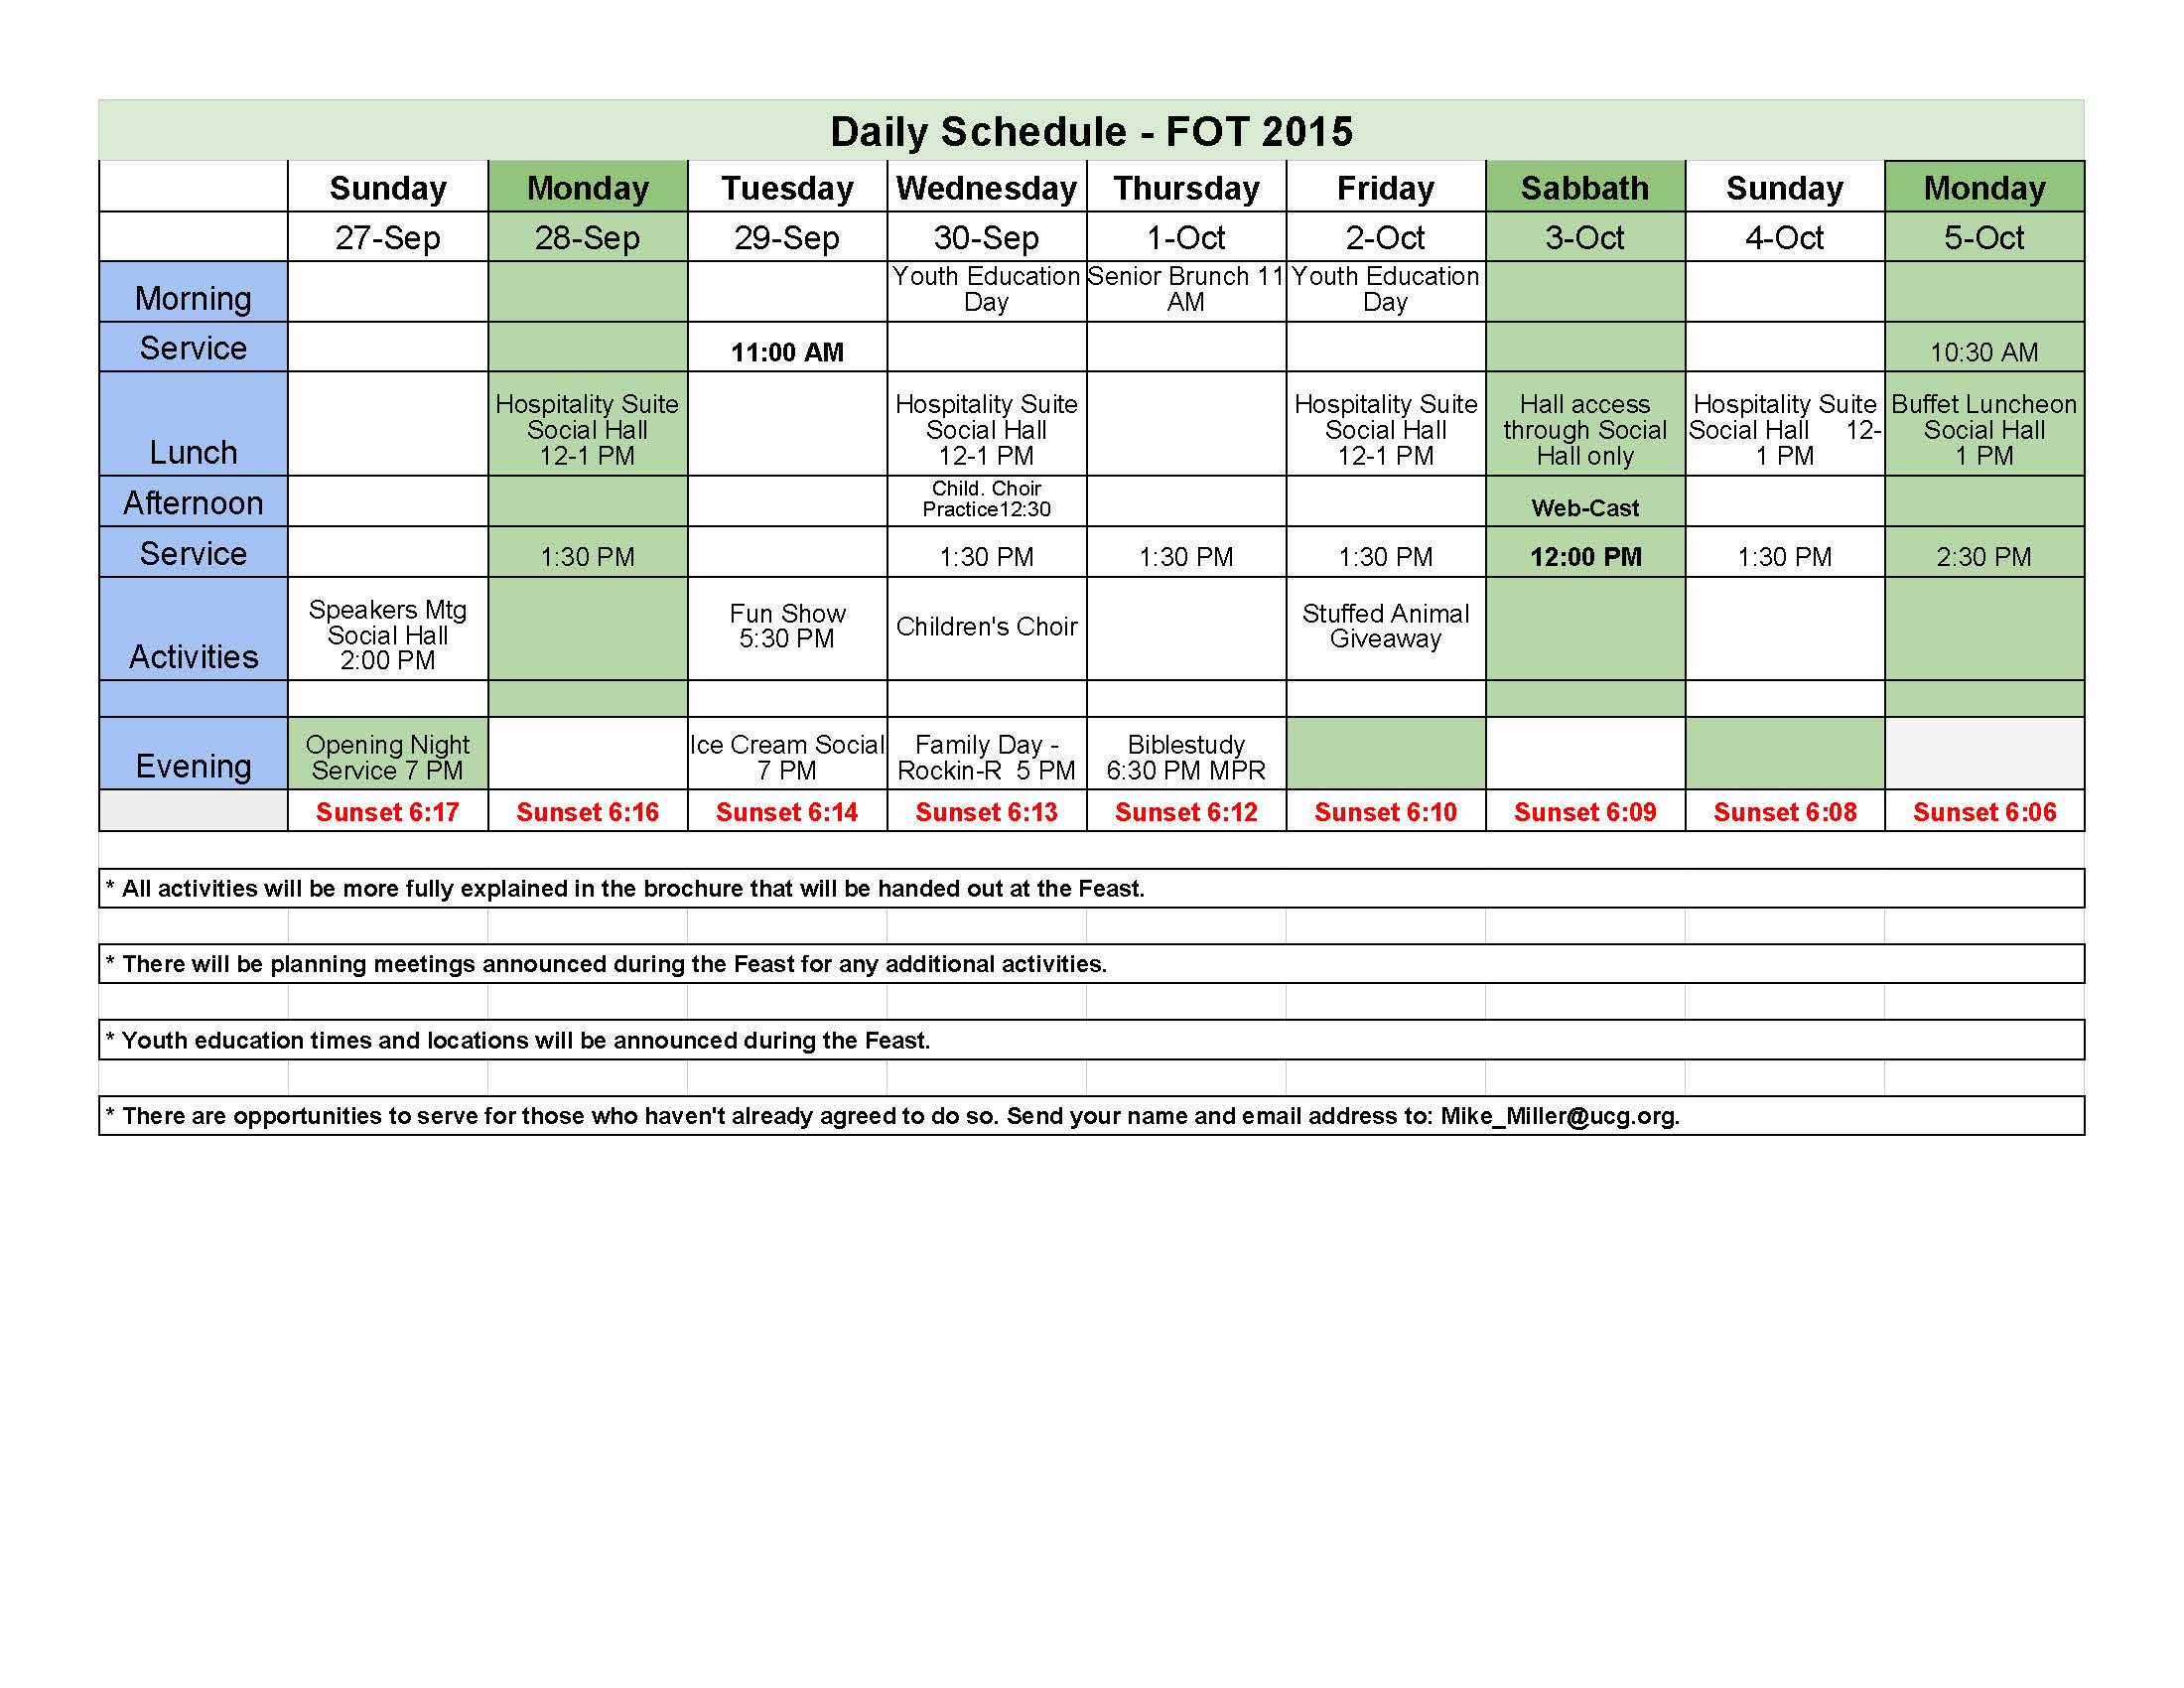 Daily Schedule - FOT 2015
Sunday Monday Tuesday Wednesday Thursday Friday Sabbath Sunday Monday
27-Sep 28-Sep 29-Sep 30-Sep 1-Oct 2-Oct 3-Oct 4-Oct 5-Oct
Morning
Youth Education
Day
Senior Brunch 11
AM
Youth Education
Day
Service 11:00 AM 10:30 AM
Lunch
Hospitality Suite
Social Hall
12-1 PM
Hospitality Suite
Social Hall
12-1 PM
Hospitality Suite
Social Hall
12-1 PM
Hall access
through Social
Hall only
Hospitality Suite
Social Hall 12-
1 PM
Buffet Luncheon
Social Hall
1 PM
Afternoon
Child. Choir
Practice12:30
Web-Cast
Service 1:30 PM 1:30 PM 1:30 PM 1:30 PM 12:00 PM 1:30 PM 2:30 PM
Activities
Speakers Mtg
Social Hall
2:00 PM
Fun Show
5:30 PM
Children's Choir
Stuffed Animal
Giveaway
Evening
Opening Night
Service 7 PM
Ice Cream Social
7 PM
Family Day -
Rockin-R 5 PM
Biblestudy
6:30 PM MPR
Sunset 6:17 Sunset 6:16 Sunset 6:14 Sunset 6:13 Sunset 6:12 Sunset 6:10 Sunset 6:09 Sunset 6:08 Sunset 6:06
* All activities will be more fully explained in the brochure that will be handed out at the Feast.
* There will be planning meetings announced during the Feast for any additional activities.
* Youth education times and locations will be announced during the Feast.
* There are opportunities to serve for those who haven't already agreed to do so. Send your name and email address to: Mike_Miller@ucg.org.